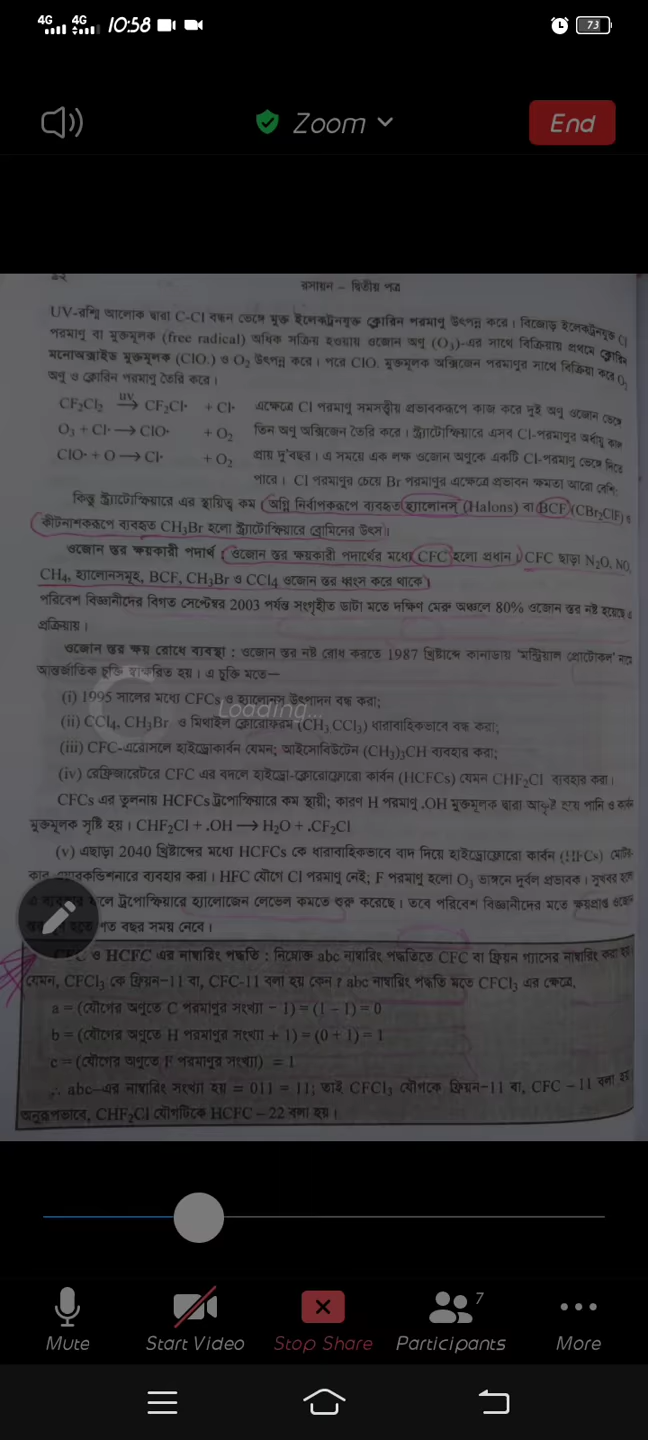 4G 4G 10:58 73
Zoom End
রসায়ন – দ্বিতীয় পত্র
UV-রশ্মি আলোক দ্বারা C-Cl বন্ধন ভেঙ্গে মুক্ত ইলেকট্রনযুক্ত ক্লোরিন পরমাণু উৎপন্ন করে। বিজোড় ইলেকট্রনযুক্ত Cl
পরমাণু বা মুক্তমূলক (free radical) অধিক সক্রিয় হওয়ায় ওজোন অণু (O₃)-এর সাথে বিক্রিয়ায় প্রথমে ক্লোরিন
মনোঅক্সাইড মুক্তমূলক (ClO.) ও O₂ উৎপন্ন করে। পরে ClO. মুক্তমূলক অক্সিজেন পরমাণুর সাথে বিক্রিয়া করে O₂
অণু ও ক্লোরিন পরমাণু তৈরি করে।
CF₂Cl₂ —uv→ CF₂Cl· + Cl· এক্ষেত্রে Cl পরমাণু সমসত্ত্বীয় প্রভাবকরূপে কাজ করে দুই অণু ওজোন ভেঙ্গে
O₃ + Cl· → ClO· + O₂ তিন অণু অক্সিজেন তৈরি করে। স্ট্র্যাটোস্ফিয়ারে এসব Cl-পরমাণুর অর্ধায়ু কাল
ClO· + O → Cl· + O₂ প্রায় দু'বছর। এ সময়ে এক লক্ষ ওজোন অণুকে একটি Cl-পরমাণু ভেঙ্গে দিতে
পারে। Cl পরমাণুর চেয়ে Br পরমাণুর এক্ষেত্রে প্রভাবন ক্ষমতা আরো বেশি;
কিন্তু স্ট্র্যাটোস্ফিয়ারে এর স্থায়িত্ব কম। অগ্নি নির্বাপকরূপে ব্যবহৃত হ্যালোনস্ (Halons) বা BCF (CBr₂ClF) ও
কীটনাশকরূপে ব্যবহৃত CH₃Br হলো স্ট্র্যাটোস্ফিয়ারে ব্রোমিনের উৎস।
ওজোন স্তর ক্ষয়কারী পদার্থ : ওজোন স্তর ক্ষয়কারী পদার্থের মধ্যে CFC হলো প্রধান। CFC ছাড়া N₂O, NO,
CH₄, হ্যালোনসমূহ, BCF, CH₃Br ও CCl₄ ওজোন স্তর ধ্বংস করে থাকে।
পরিবেশ বিজ্ঞানীদের বিগত সেপ্টেম্বর 2003 পর্যন্ত সংগৃহীত ডাটা মতে দক্ষিণ মেরু অঞ্চলে 80% ওজোন স্তর নষ্ট হয়েছে এ
প্রক্রিয়ায়।
ওজোন স্তর ক্ষয় রোধে ব্যবস্থা : ওজোন স্তর নষ্ট রোধ করতে 1987 খ্রিষ্টাব্দে কানাডায় 'মন্ট্রিয়াল প্রোটোকল' নামে
আন্তর্জাতিক চুক্তি স্বাক্ষরিত হয়। এ চুক্তি মতে—
(i) 1995 সালের মধ্যে CFCs ও হ্যালোনস উৎপাদন বন্ধ করা;
Loading...
(ii) CCl₄, CH₃Br ও মিথাইল ক্লোরোফরম (CH₃CCl₃) ধারাবাহিকভাবে বন্ধ করা;
(iii) CFC-এরোসলে হাইড্রোকার্বন যেমন; আইসোবিউটেন (CH₃)₃CH ব্যবহার করা;
(iv) রেফ্রিজারেটরে CFC এর বদলে হাইড্রো-ক্লোরোফ্লোরো কার্বন (HCFCs) যেমন CHF₂Cl ব্যবহার করা।
CFCs এর তুলনায় HCFCs ট্রপোস্ফিয়ারে কম স্থায়ী; কারণ H পরমাণু .OH মুক্তমূলক দ্বারা আকৃষ্ট হয়ে পানি ও কার্বন
মুক্তমূলক সৃষ্টি হয়। CHF₂Cl + .OH → H₂O + .CF₂Cl
(v) এছাড়া 2040 খ্রিষ্টাব্দের মধ্যে HCFCs কে ধারাবাহিকভাবে বাদ দিয়ে হাইড্রোফ্লোরো কার্বন (HFCs) মোটর
কার এয়ারকন্ডিশনারে ব্যবহার করা। HFC যৌগে Cl পরমাণু নেই; F পরমাণু হলো O₃ ভাঙ্গনে দুর্বল প্রভাবক। সুখবর হলো
এ ব্যবস্থার ফলে ট্রপোস্ফিয়ারে হ্যালোজেন লেভেল কমতে শুরু করেছে। তবে পরিবেশ বিজ্ঞানীদের মতে ক্ষয়প্রাপ্ত ওজোন
হতে শত বছর সময় নেবে।
CFC ও HCFC এর নাম্বারিং পদ্ধতি : নিম্নোক্ত abc নাম্বারিং পদ্ধতিতে CFC বা ফ্রিয়ন গ্যাসের নাম্বারিং করা হয়
যেমন, CFCl₃ কে ফ্রিয়ন-11 বা, CFC-11 বলা হয় কেন r abc নাম্বারিং পদ্ধতি মতে CFCl₃ এর ক্ষেত্রে,
a = (যৌগের অণুতে C পরমাণুর সংখ্যা − 1) = (1 − 1) = 0
b = (যৌগের অণুতে H পরমাণুর সংখ্যা + 1) = (0 + 1) = 1
c = (যৌগের অণুতে F পরমাণুর সংখ্যা) = 1
∴ abc-এর নাম্বারিং সংখ্যা হয় = 011 = 11; তাই CFCl₃ যৌগকে ফ্রিয়ন-11 বা, CFC – 11 বলা হয়
অনুরূপভাবে, CHF₂Cl যৌগটিকে HCFC – 22 বলা হয়।
7
Mute Start Video Stop Share Participants More